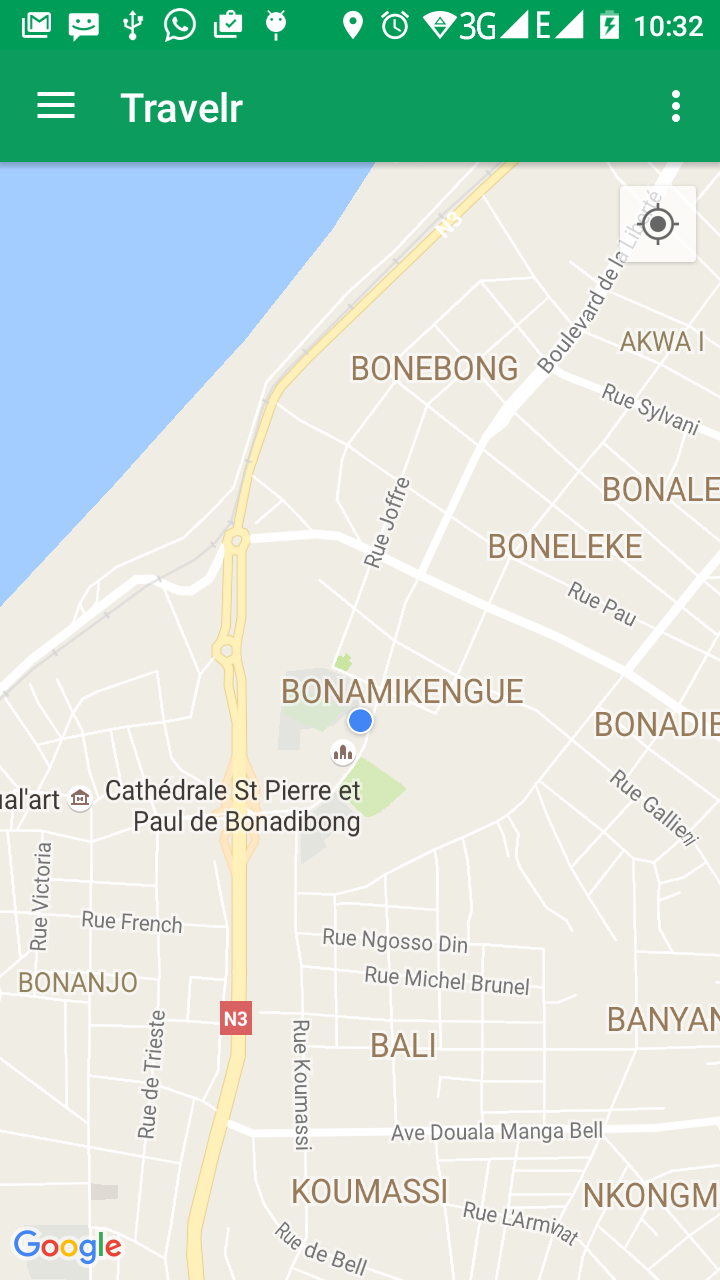 3G E 10:32
Travelr
N3
Boulevard de la Liberté
AKWA I
BONEBONG
Rue Sylvani
BONALE
Rue Joffre
BONELEKE
Rue Pau
BONAMIKENGUE
BONADIE
ual'art
Cathédrale St Pierre et
Paul de Bonadibong
Rue Gallieni
Rue Victoria
Rue French
Rue Ngosso Din
Rue Michel Brunel
BONANJO
N3
BANYAN
Rue de Trieste
Rue Koumassi
BALI
Ave Douala Manga Bell
KOUMASSI
NKONGM
Rue L'Arminat
Rue de Bell
Google